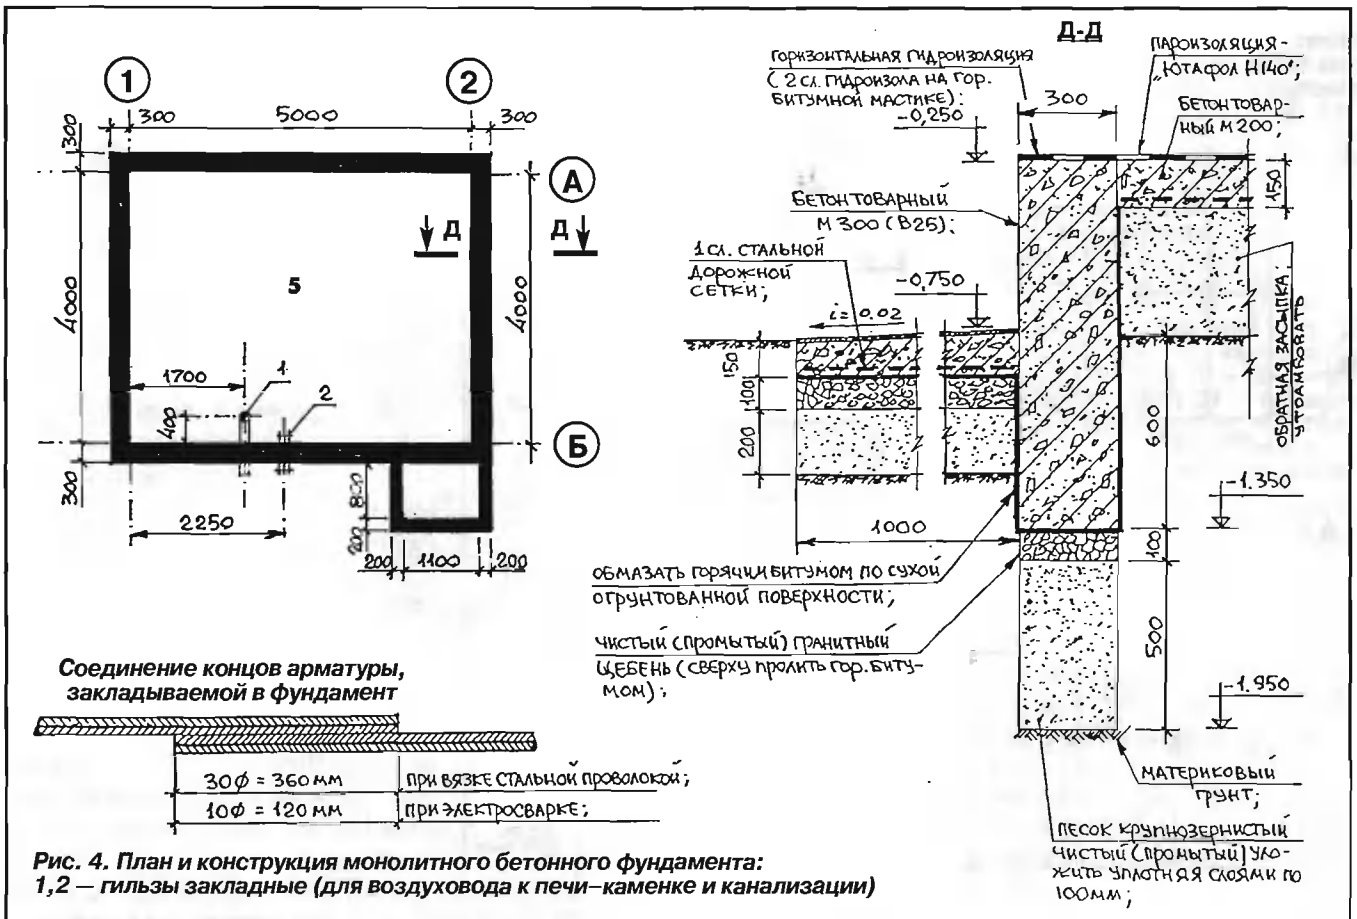 1
2
300
5000
300
300
А
Д
Д
5
4000
4000
1700
1
2
400
Б
300
2250
800
200
200
1100
200
Соединение концов арматуры,
закладываемой в фундамент
30ϕ = 360 мм
при вязке стальной проволокой;
10ϕ = 120 мм
при электросварке;
Д-Д
горизонтальная гидроизоляция
(2 сл. гидроизола на гор.
битумной мастике);
-0,250
300
пароизоляция -
"Ютафол Н140";
бетон товар-
ный М200;
150
бетон товарный
М300 (В25);
1 сл. стальной
дорожной
сетки;
-0,750
i = 0.02
обратная засыпка;
утрамбовать
150
100
200
600
-1.350
1000
100
обмазать горячим битумом по сухой
огрунтованной поверхности;
чистый (промытый) гранитный
щебень (сверху пролить гор. биту-
мом);
500
-1.950
материковый
грунт;
песок крупнозернистый
чистый (промытый) уло-
жить уплотняя слоями по
100мм;
Рис. 4. План и конструкция монолитного бетонного фундамента:
1,2 — гильзы закладные (для воздуховода к печи–каменке и канализации)